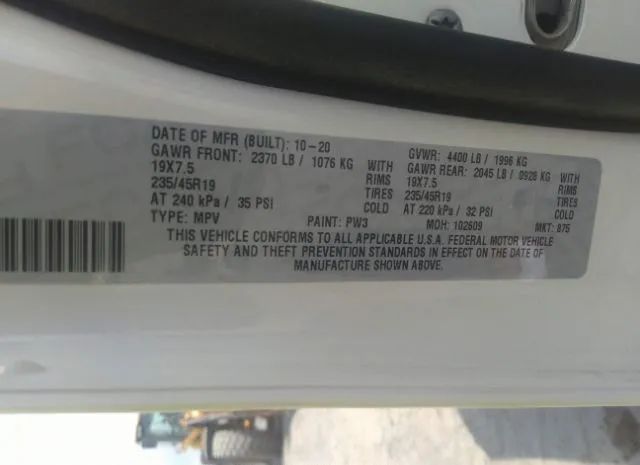 DATE OF MFR (BUILT): 10-20 GVWR: 4400 LB / 1996 KG
GAWR FRONT: 2370 LB / 1076 KG WITH GAWR REAR: 2045 LB / 0928 KG WITH
19X7.5 RIMS 19X7.5 RIMS
235/45R19 TIRES 235/45R19 TIRES
AT 240 kPa / 35 PSI COLD AT 220 kPa / 32 PSI COLD
TYPE: MPV PAINT: PW3 MDH: 102609 MKT: 875
THIS VEHICLE CONFORMS TO ALL APPLICABLE U.S.A. FEDERAL MOTOR VEHICLE
SAFETY AND THEFT PREVENTION STANDARDS IN EFFECT ON THE DATE OF
MANUFACTURE SHOWN ABOVE.